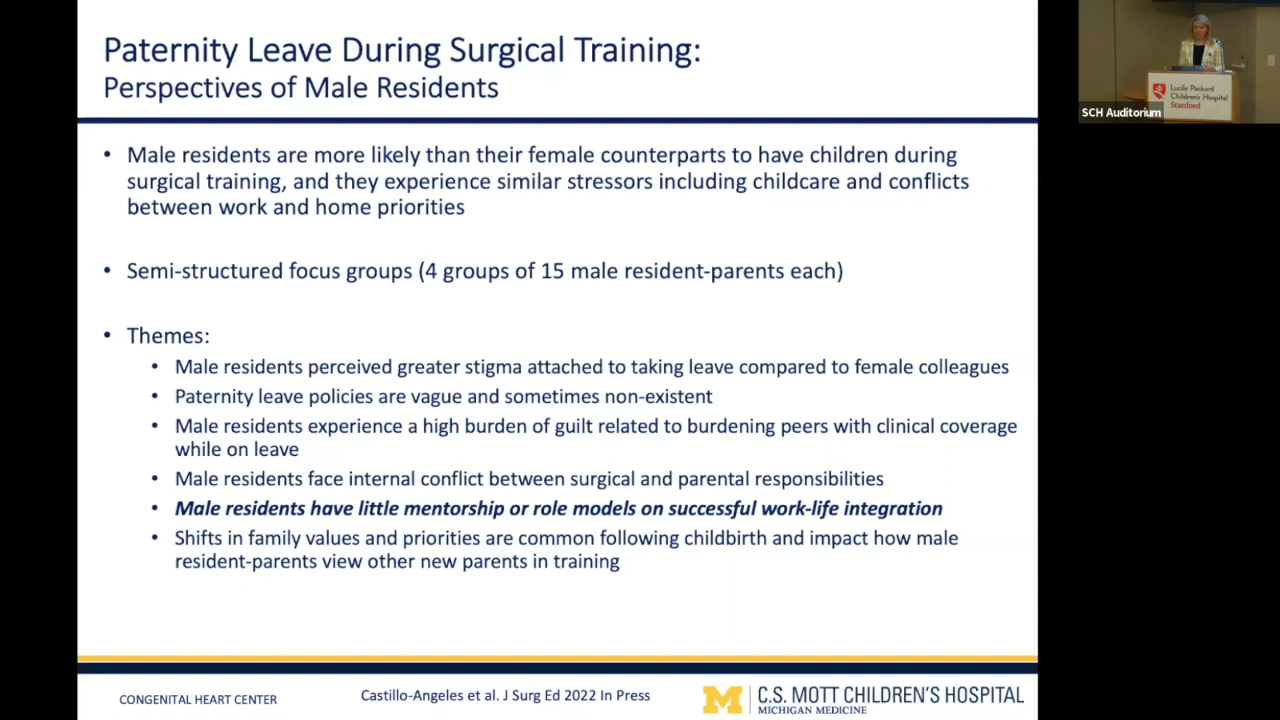 Paternity Leave During Surgical Training:
Perspectives of Male Residents
• Male residents are more likely than their female counterparts to have children during
surgical training, and they experience similar stressors including childcare and conflicts
between work and home priorities
• Semi-structured focus groups (4 groups of 15 male resident-parents each)
• Themes:
• Male residents perceived greater stigma attached to taking leave compared to female colleagues
• Paternity leave policies are vague and sometimes non-existent
• Male residents experience a high burden of guilt related to burdening peers with clinical coverage
while on leave
• Male residents face internal conflict between surgical and parental responsibilities
• Male residents have little mentorship or role models on successful work-life integration
• Shifts in family values and priorities are common following childbirth and impact how male
resident-parents view other new parents in training
CONGENITAL HEART CENTER
Castillo-Angeles et al. J Surg Ed 2022 In Press
M
C.S. MOTT CHILDREN'S HOSPITAL
MICHIGAN MEDICINE
Lucile Packard
Children's Hospital
Stanford
SCH Auditorium